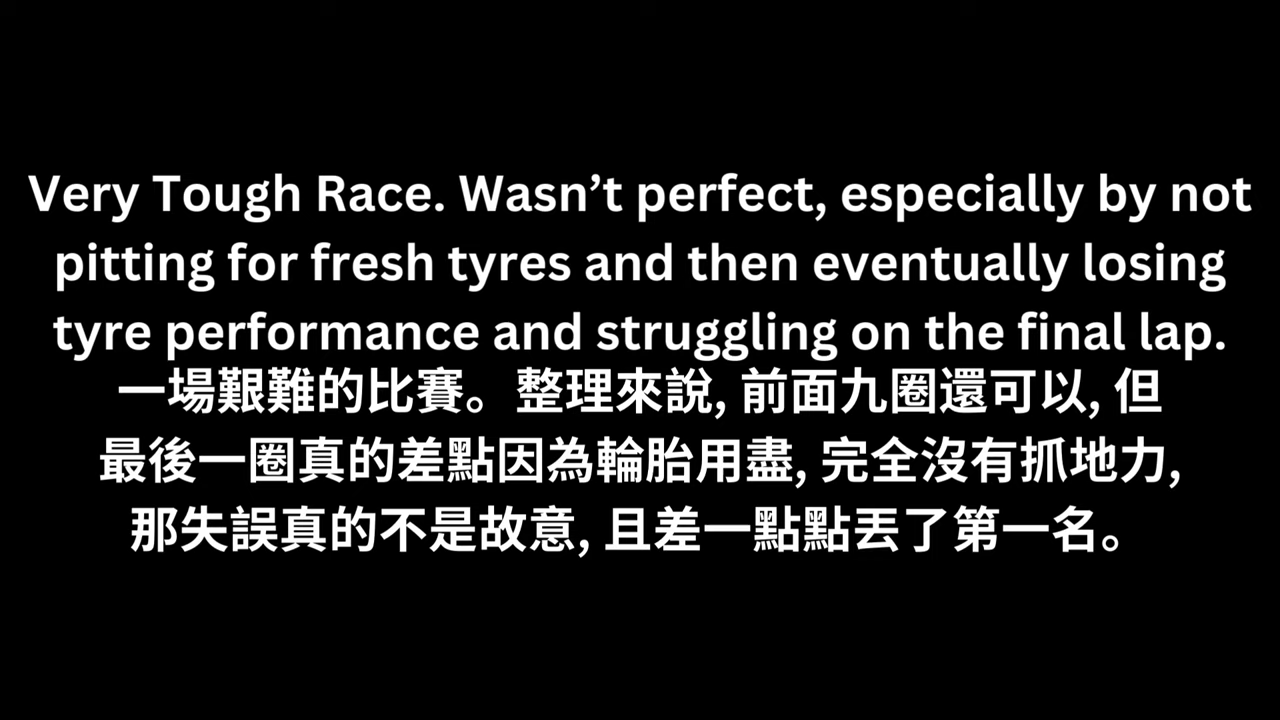 Very Tough Race. Wasn’t perfect, especially by not
pitting for fresh tyres and then eventually losing
tyre performance and struggling on the final lap.
一場艱難的比賽。整理來說, 前面九圈還可以, 但
最後一圈真的差點因為輪胎用盡, 完全沒有抓地力,
那失誤真的不是故意, 且差一點點丟了第一名。